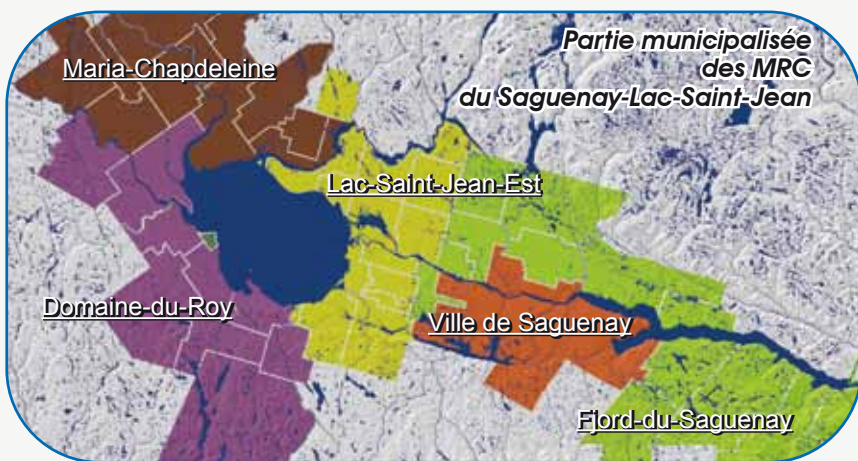 Partie municipalisée
des MRC
du Saguenay-Lac-Saint-Jean
Maria-Chapdeleine
Lac-Saint-Jean-Est
Domaine-du-Roy
Ville de Saguenay
Fjord-du-Saguenay